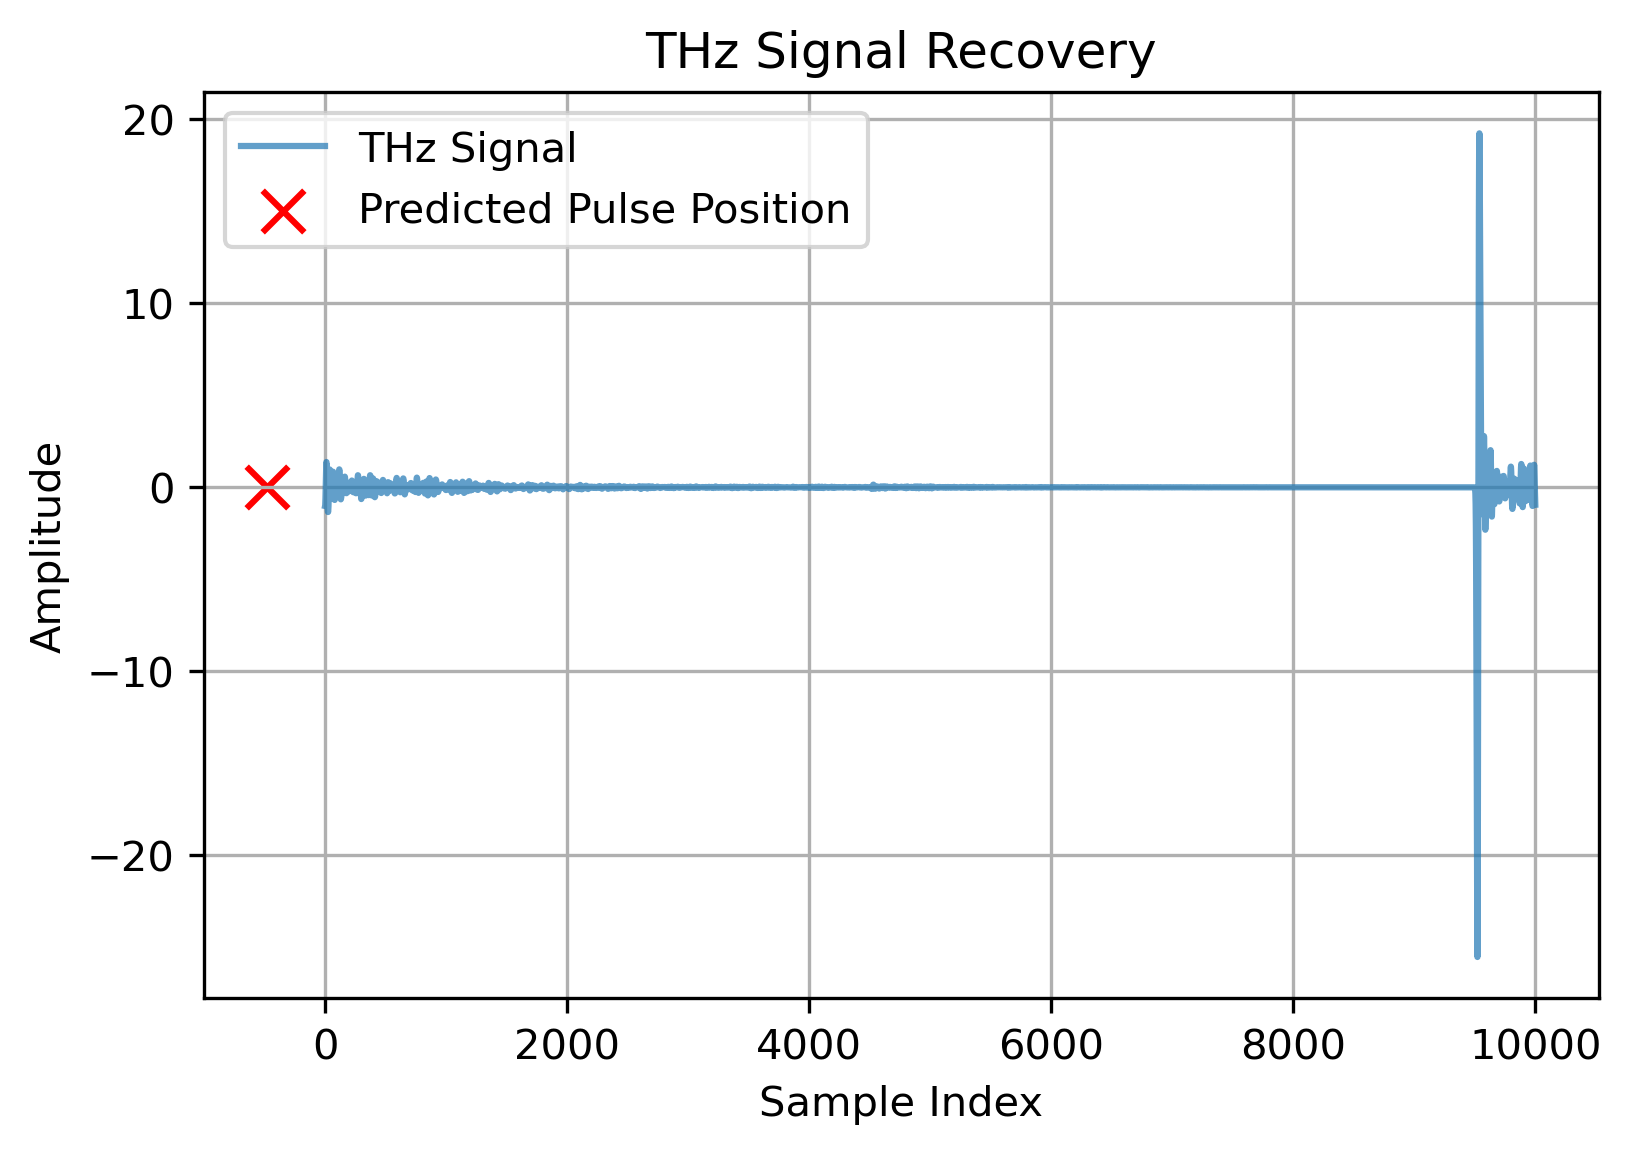 THz Signal Recovery
THz Signal
Predicted Pulse Position
20
10
0
−10
−20
Amplitude
0
2000
4000
6000
8000
10000
Sample Index